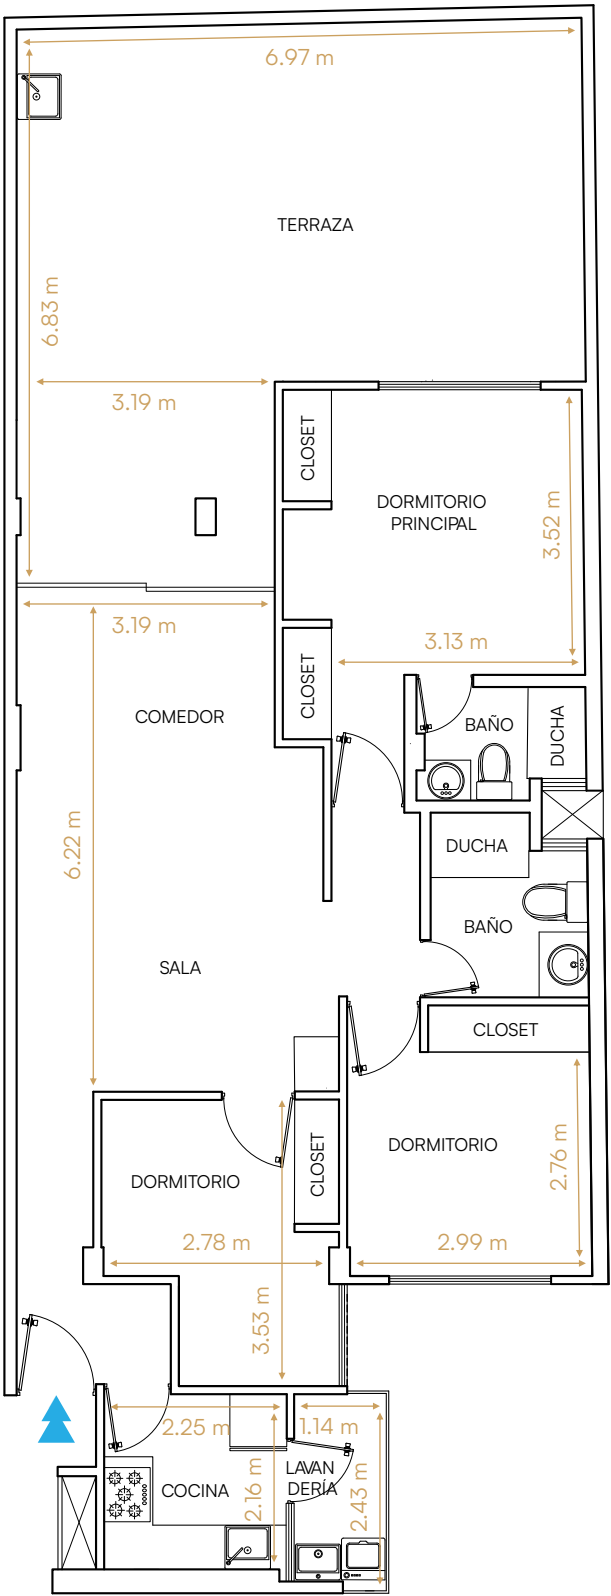 6.97 m
TERRAZA
6.83 m
3.19 m
CLOSET
DORMITORIO
PRINCIPAL
3.52 m
3.19 m
3.13 m
CLOSET
COMEDOR
BAÑO
DUCHA
6.22 m
DUCHA
BAÑO
SALA
CLOSET
DORMITORIO
2.76 m
CLOSET
DORMITORIO
2.78 m
2.99 m
3.53 m
2.25 m
1.14 m
COCINA
2.16 m
LAVAN
DERÍA
2.43 m